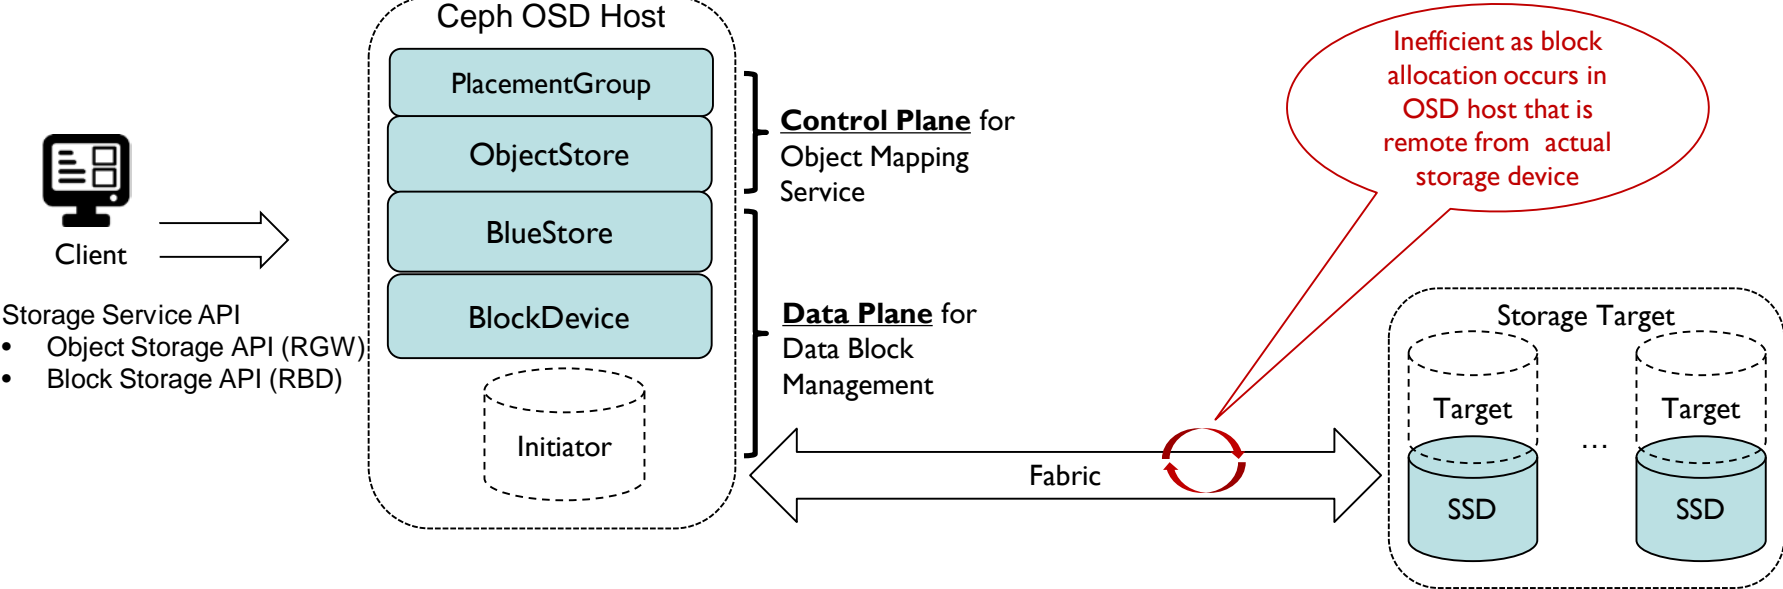 Ceph OSD Host
PlacementGroup
ObjectStore
BlueStore
BlockDevice
Initiator
Client
Storage Service API
• Object Storage API (RGW)
• Block Storage API (RBD)
Control Plane for
Object Mapping
Service
Data Plane for
Data Block
Management
Fabric
Inefficient as block
allocation occurs in
OSD host that is
remote from actual
storage device
Storage Target
Target
SSD
…
Target
SSD